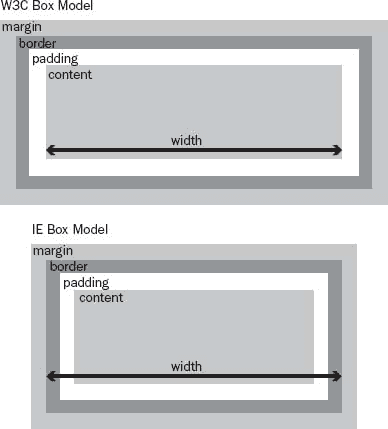 W3C Box Model
margin
border
padding
content
width
IE Box Model
margin
border
padding
content
width